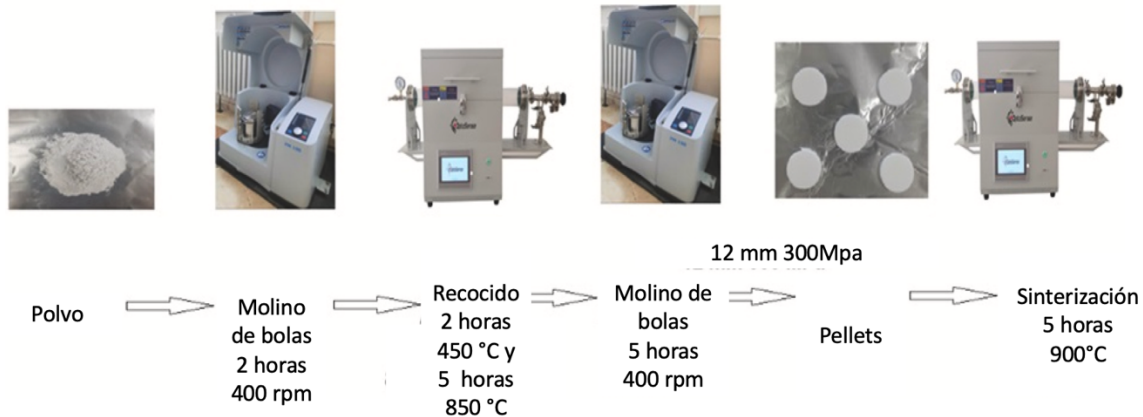 12 mm 300Mpa
Polvo
Molino
de bolas
2 horas
400 rpm
Recocido
2 horas
450 °C y
5 horas
850 °C
Molino de
bolas
5 horas
400 rpm
Pellets
Sinterización
5 horas
900°C